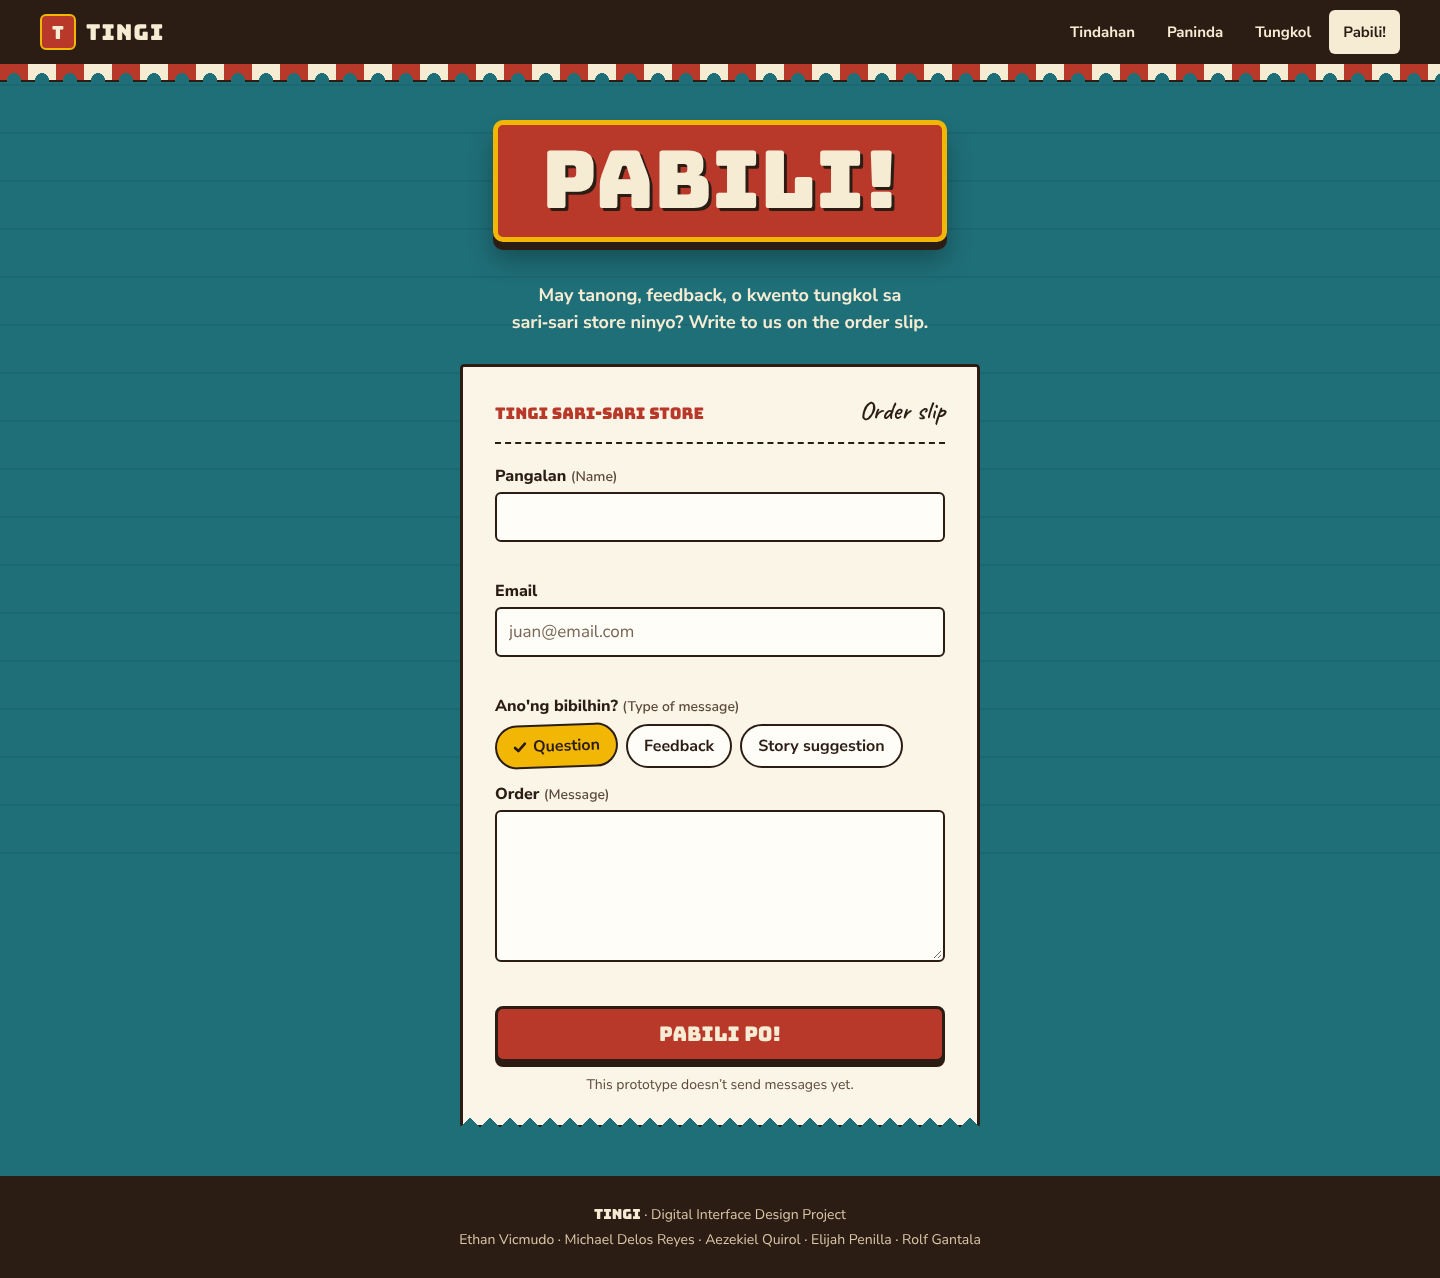 T TINGI
Tindahan Paninda Tungkol Pabili!
PABILI!
May tanong, feedback, o kwento tungkol sa
sari-sari store ninyo? Write to us on the order slip.
TINGI SARI-SARI STORE Order slip
Pangalan (Name)
Email
juan@email.com
Ano'ng bibilhin? (Type of message)
Question Feedback Story suggestion
Order (Message)
PABILI PO!
This prototype doesn't send messages yet.
TINGI · Digital Interface Design Project
Ethan Vicmudo · Michael Delos Reyes · Aezekiel Quirol · Elijah Penilla · Rolf Gantala